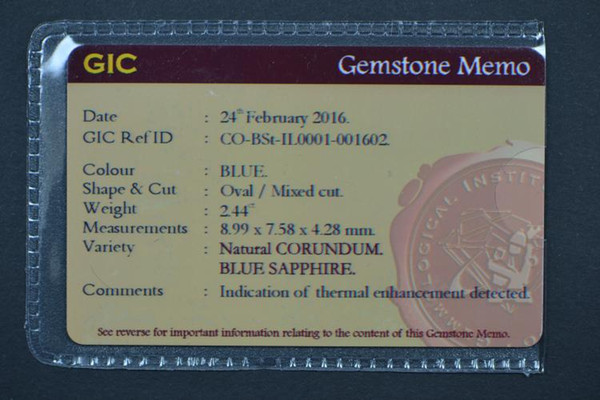 GIC
Gemstone Memo
Date : 24th February 2016.
GIC Ref ID : CO-BSt-IL0001-001602.
Colour : BLUE.
Shape & Cut : Oval / Mixed cut.
Weight : 2.44ct
Measurements : 8.99 x 7.58 x 4.28 mm.
Variety : Natural CORUNDUM.
BLUE SAPPHIRE.
Comments : Indication of thermal enhancement detected.
See reverse for important information relating to the content of this Gemstone Memo.